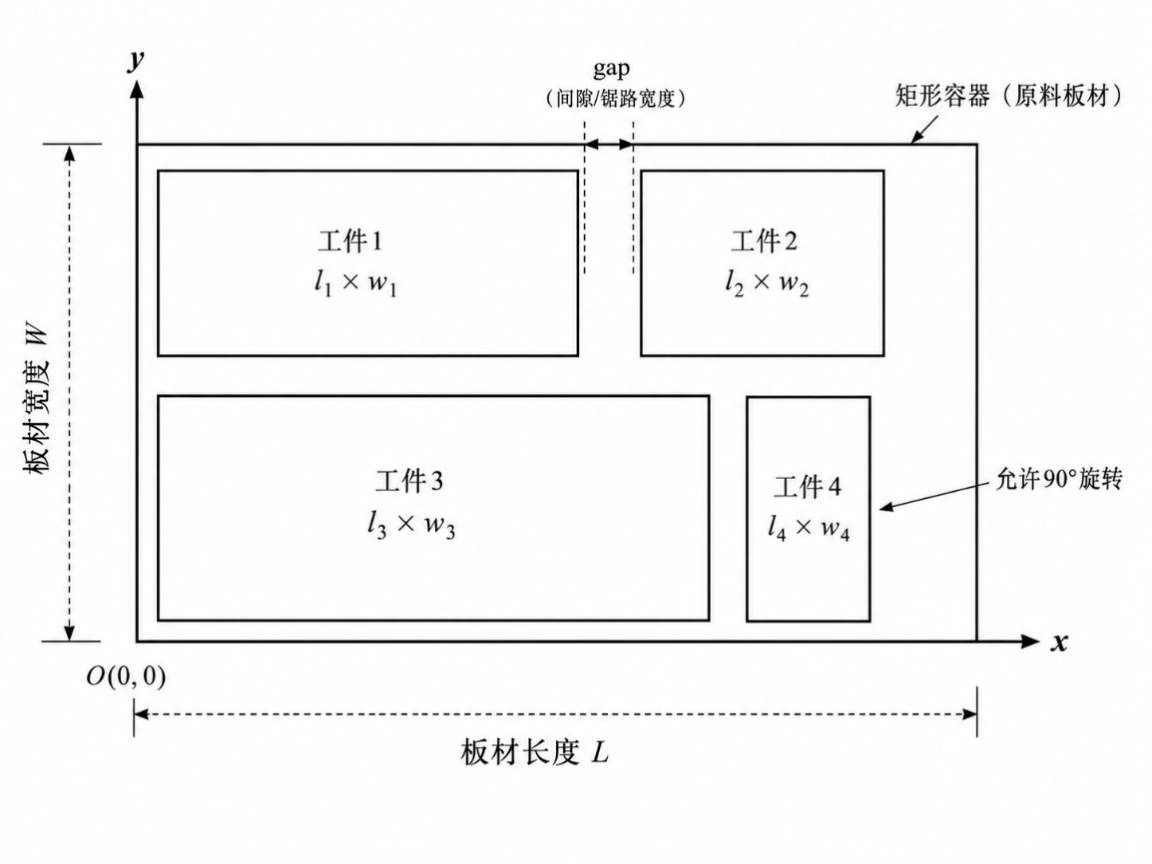 y
gap
（间隙/锯路宽度）
矩形容器（原料板材）
工件1
l₁ × w₁
工件2
l₂ × w₂
板材宽度 W
工件3
l₃ × w₃
工件4
l₄ × w₄
允许90°旋转
x
O(0, 0)
板材长度 L